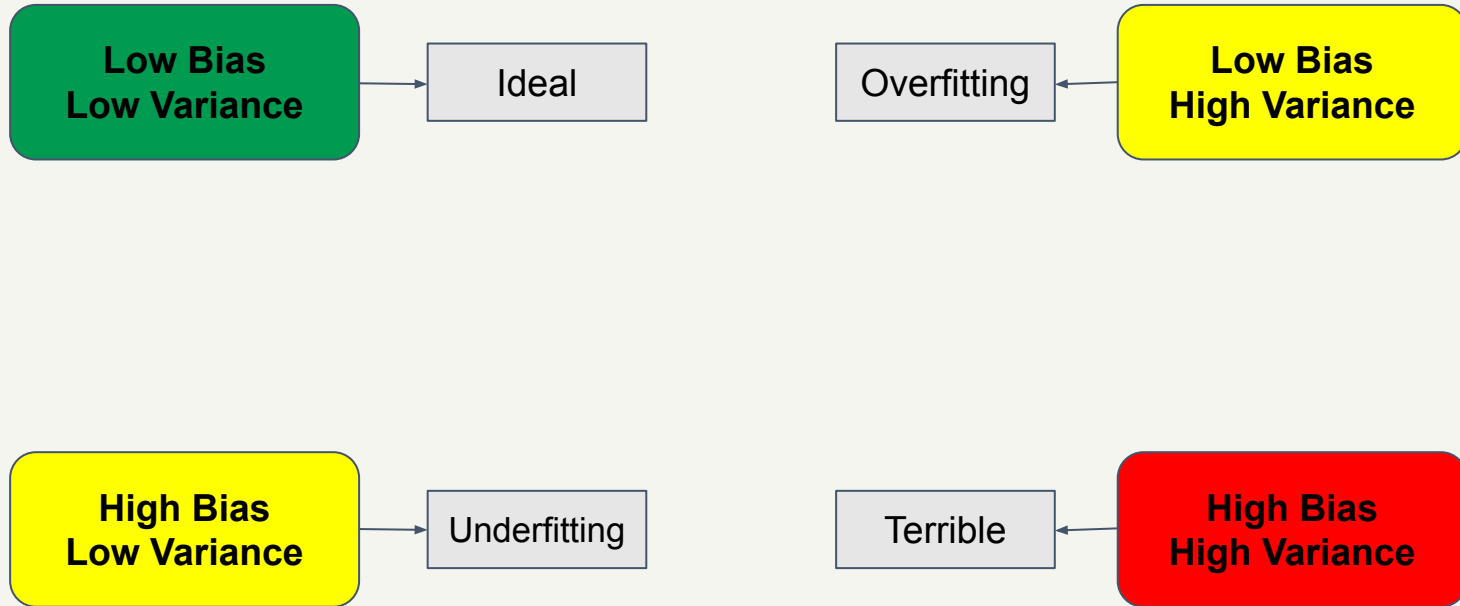 Low Bias
Low Variance
Ideal
Overfitting
Low Bias
High Variance
High Bias
Low Variance
Underfitting
Terrible
High Bias
High Variance